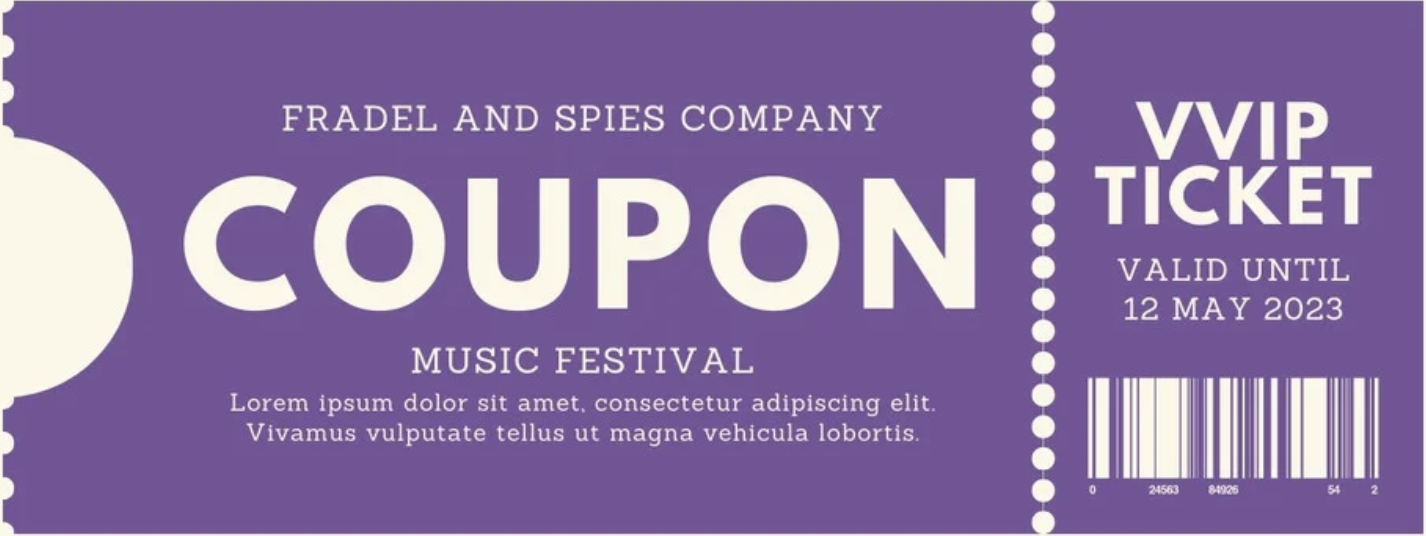 FRADEL AND SPIES COMPANY
COUPON
MUSIC FESTIVAL
Lorem ipsum dolor sit amet, consectetur adipiscing elit.
Vivamus vulputate tellus ut magna vehicula lobortis.
VVIP
TICKET
VALID UNTIL
12 MAY 2023
0 24563 84926 54 2